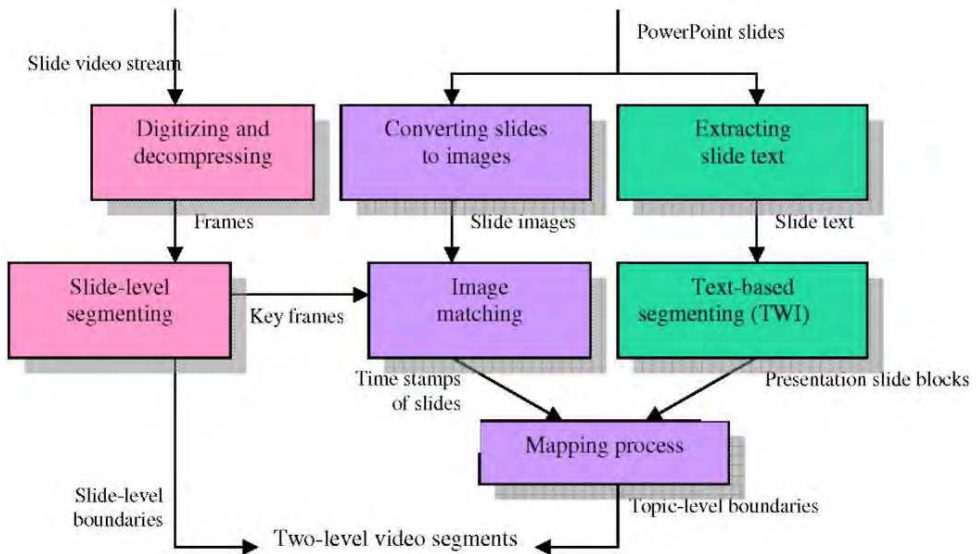 PowerPoint slides
Slide video stream
Digitizing and
decompressing
Converting slides
to images
Extracting
slide text
Frames
Slide images
Slide text
Slide-level
segmenting
Key frames
Image
matching
Text-based
segmenting (TWI)
Time stamps
of slides
Presentation slide blocks
Mapping process
Slide-level
boundaries
Topic-level boundaries
Two-level video segments